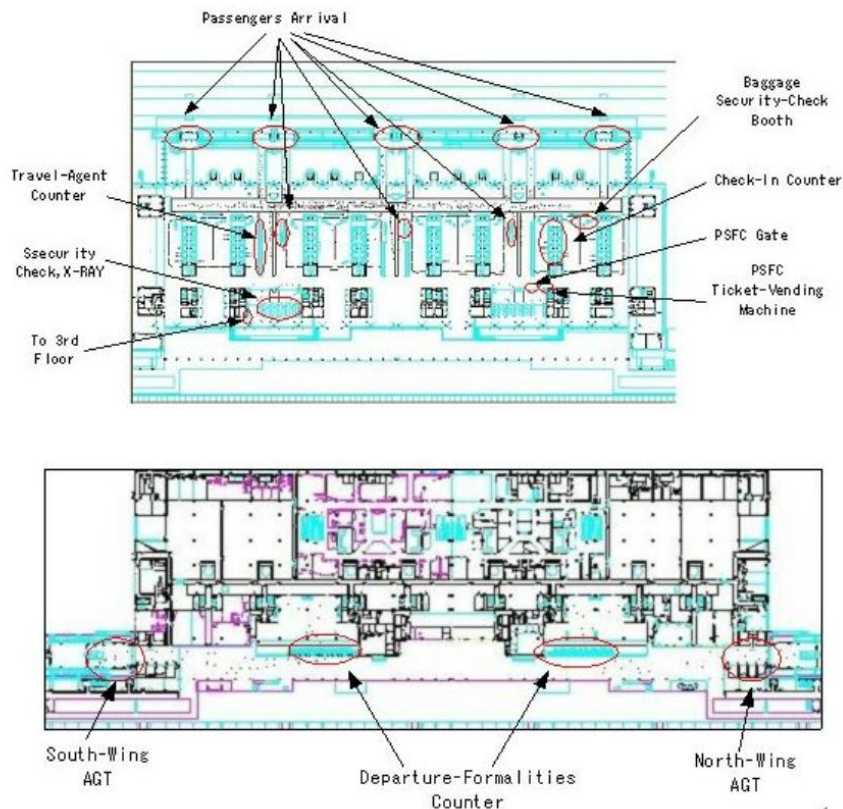 Passengers Arrival
Baggage
Security-Check
Booth
Travel-Agent
Counter
Check-In Counter
PSFC Gate
Ssecurity
Check,X-RAY
PSFC
Ticket-Vending
Machine
To 3rd
Floor
South-Wing
AGT
Departure-Formalities
Counter
North-Wing
AGT